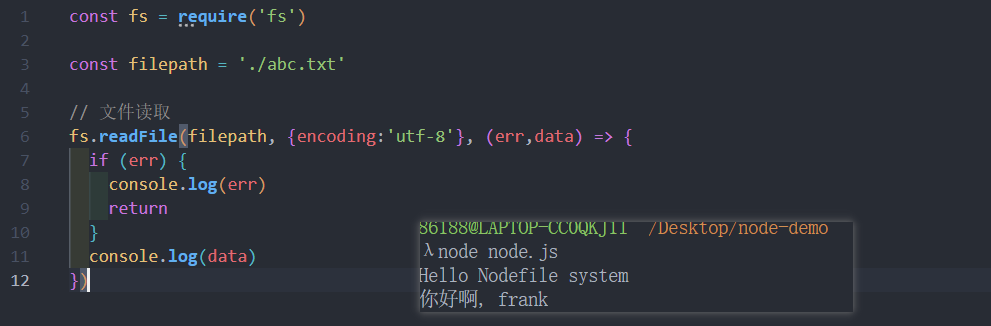 1 const fs = require('fs')
2
3 const filepath = './abc.txt'
4
5 // 文件读取
6 fs.readFile(filepath, {encoding:'utf-8'}, (err,data) => {
7 if (err) {
8 console.log(err)
9 return
10 }
11 console.log(data)
12 })
86188@LAPTOP-CCOQKJll /Desktop/node-demo
λnode node.js
Hello Nodefile system
你好啊, frank